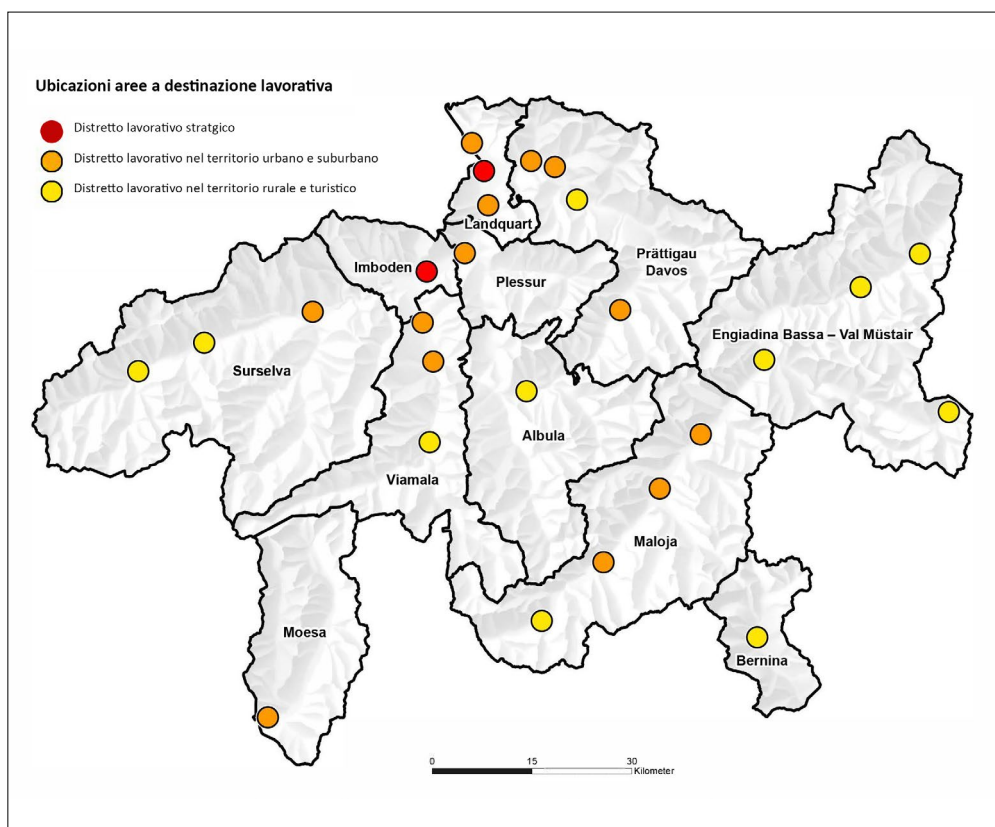 Ubicazioni aree a destinazione lavorativa
Distretto lavorativo stratgico
Distretto lavorativo nel territorio urbano e suburbano
Distretto lavorativo nel territorio rurale e turistico
Landquart
Imboden
Plessur
Prättigau
Davos
Engiadina Bassa – Val Müstair
Surselva
Albula
Viamala
Maloja
Moesa
Bernina
0 15 30
Kilometer